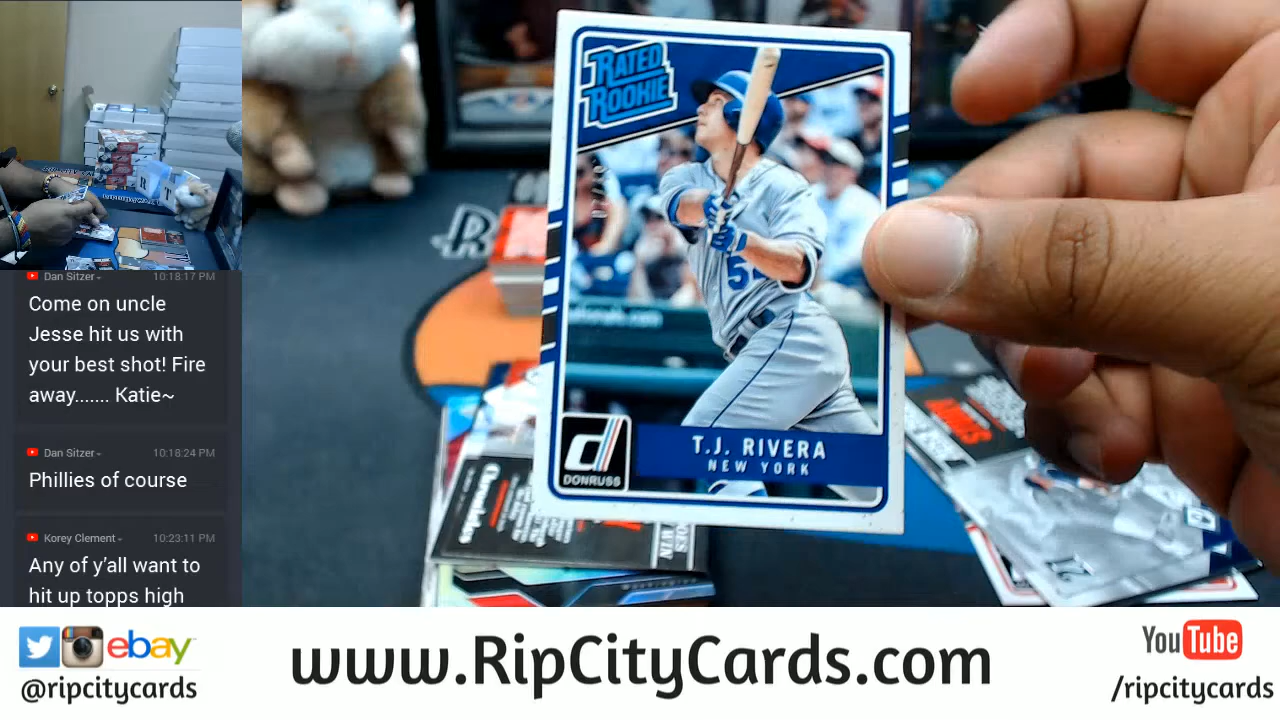 Dan Sitzer
10:18:17 PM
Come on uncle
Jesse hit us with
your best shot! Fire
away....... Katie~
Dan Sitzer
10:18:24 PM
Phillies of course
Korey Clement
10:23:11 PM
Any of y’all want to
hit up topps high
RATED
ROOKIE
T.J. RIVERA
NEW YORK
DONRUSS
ebay
@ripcitycards
www.RipCityCards.com
YouTube
/ripcitycards